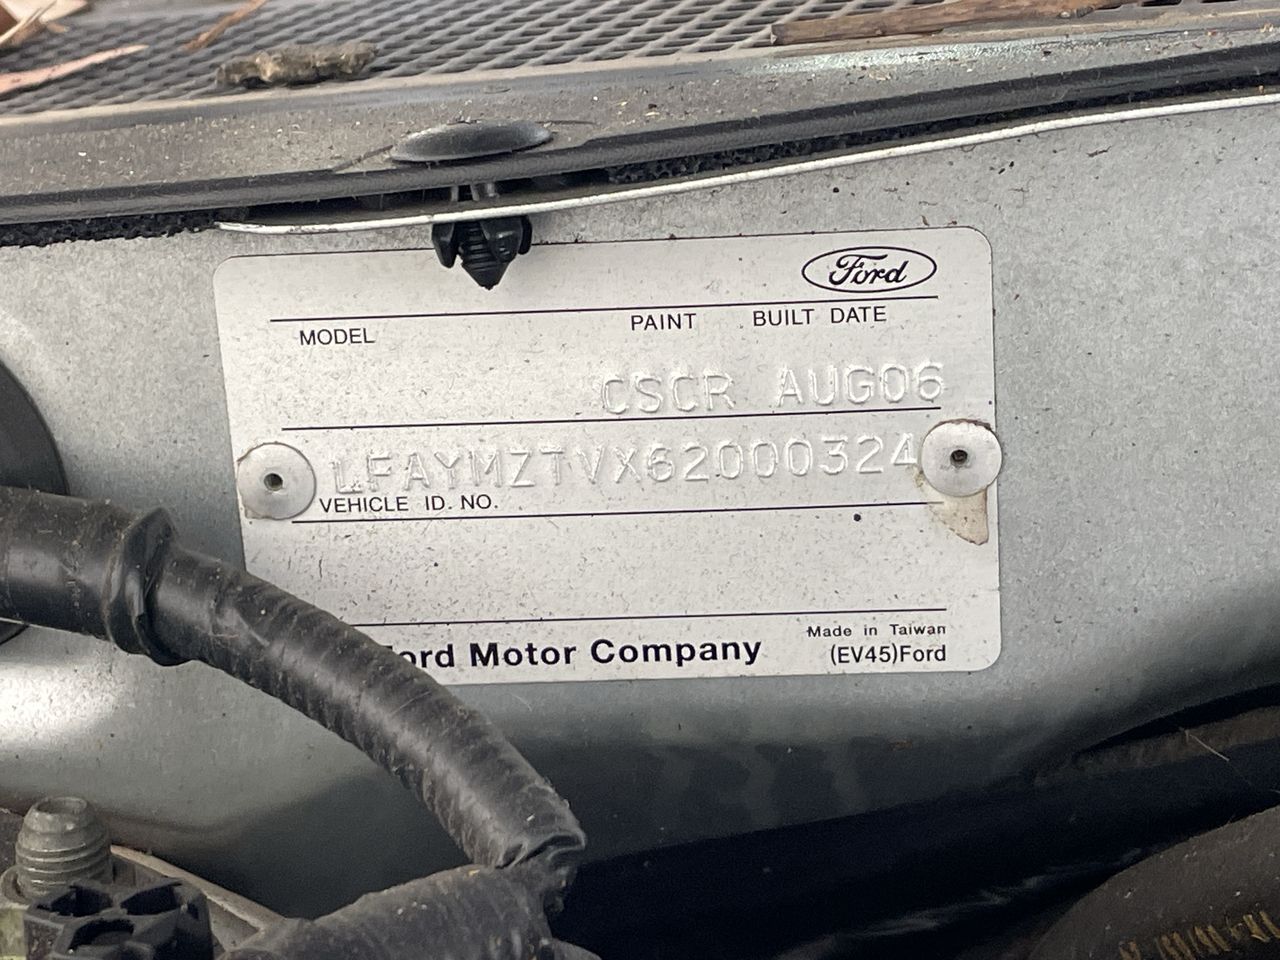 Ford
MODEL PAINT BUILT DATE
CSCR AUG06
LFAYMZTVX62000324
VEHICLE ID. NO.
Made in Taiwan
ord Motor Company (EV45)Ford